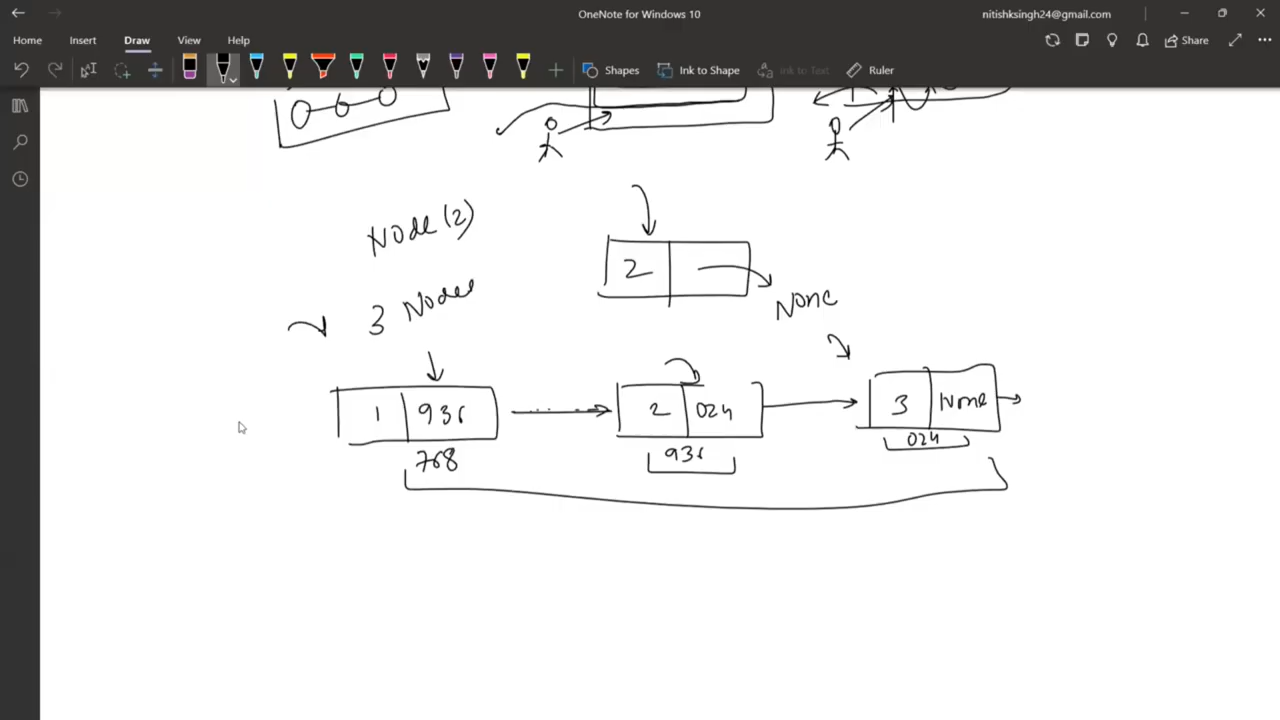 OneNote for Windows 10
nitishksingh24@gmail.com
Home Insert Draw View Help
Share
Shapes Ink to Shape Ink to Text Ruler
Node(2)
2
None
3 Nodes
1 936 2 024 3 None
768 936 024